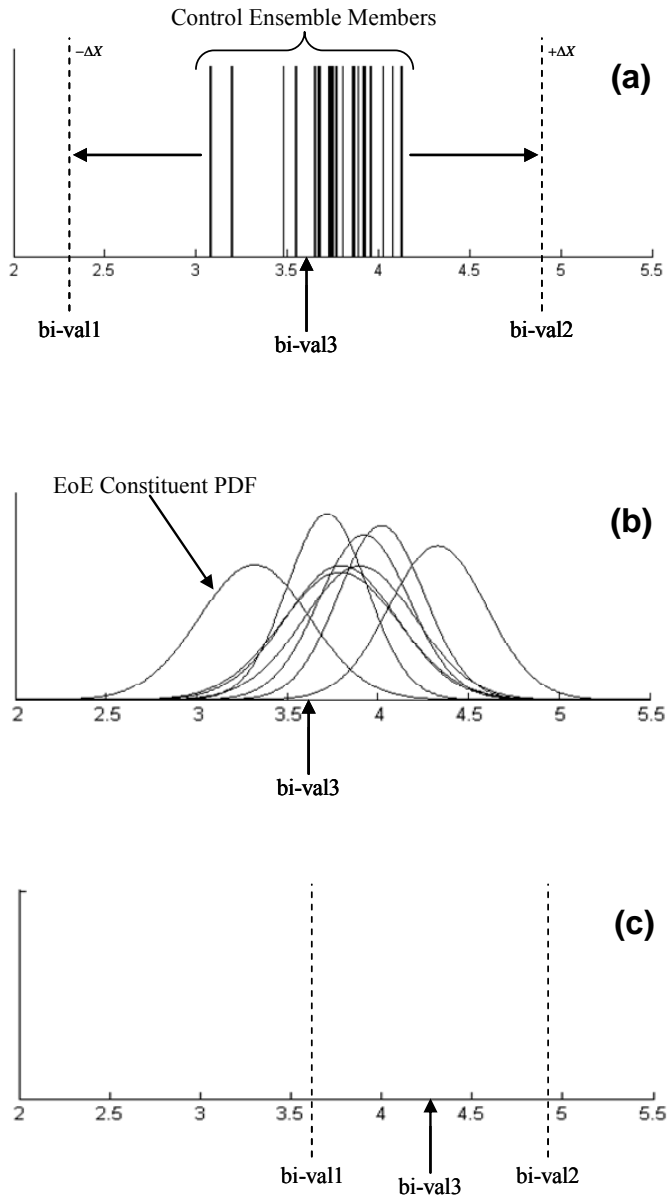 Control Ensemble Members
−ΔX
+ΔX
(a)
2 2.5 3 3.5 4 4.5 5 5.5
bi-val1 bi-val3 bi-val2
EoE Constituent PDF
(b)
2 2.5 3 3.5 4 4.5 5 5.5
bi-val3
(c)
2 2.5 3 3.5 4 4.5 5 5.5
bi-val1 bi-val3 bi-val2